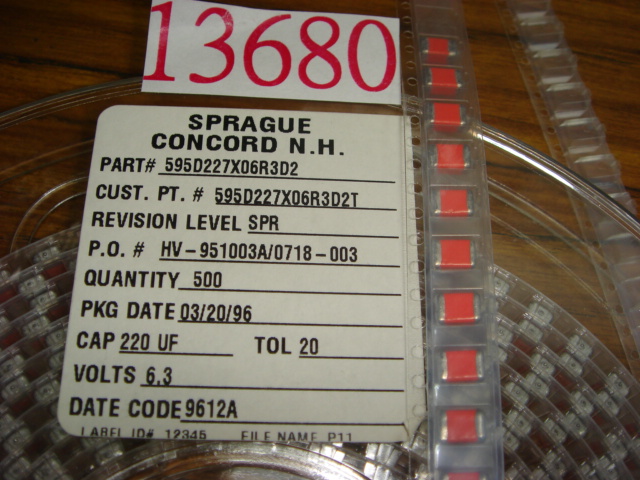 13680
SPRAGUE
CONCORD N.H.
PART# 595D227X06R3D2
CUST. PT. # 595D227X06R3D2T
REVISION LEVEL SPR
P.O. # HV-951003A/0718-003
QUANTITY 500
PKG DATE 03/20/96
CAP 220 UF TOL 20
VOLTS 6.3
DATE CODE 9612A
LABEL ID# 12345 FILE NAME P11